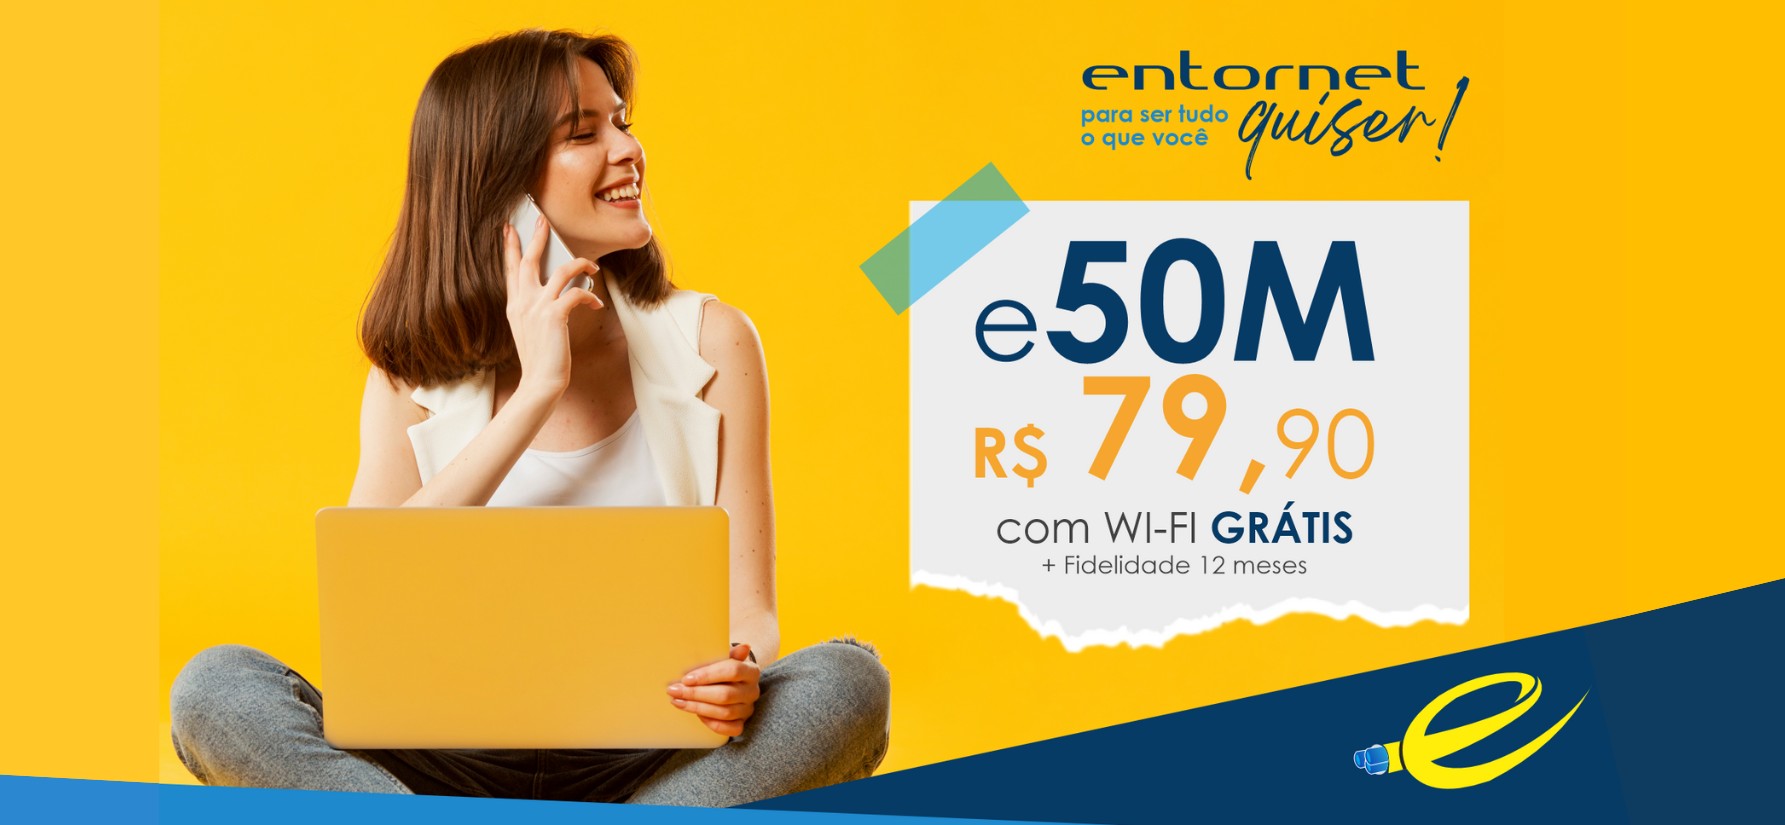 entornet
para ser tudo
o que você quiser!
e50M
R$ 79,90
com WI-FI GRÁTIS
+ Fidelidade 12 meses
e